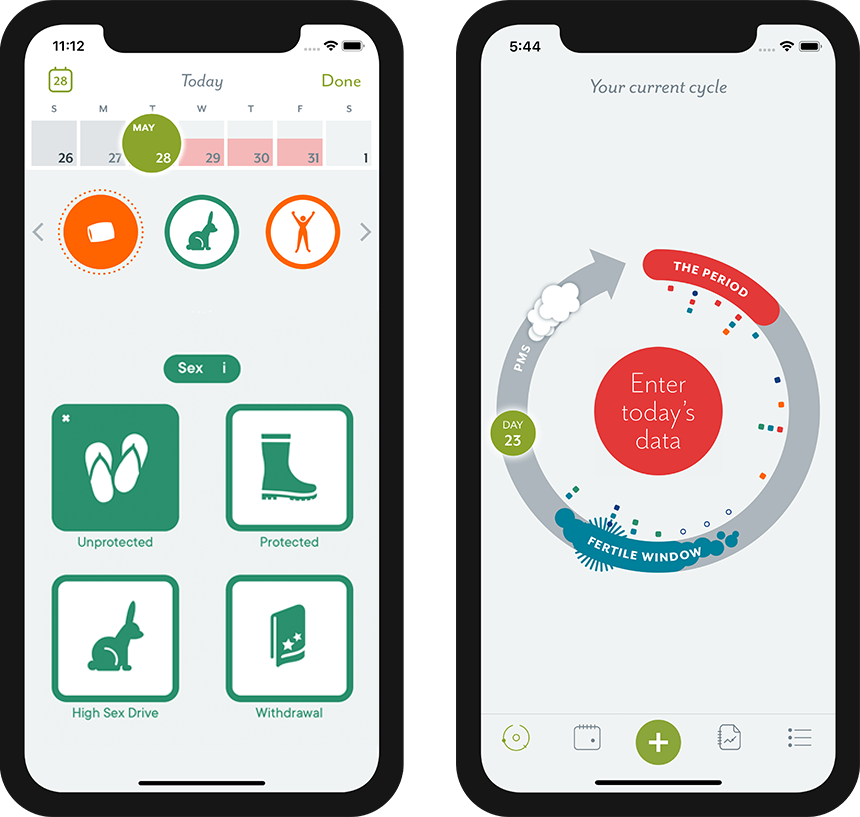 11:12
28
Today
Done
S M T W T F S
26 27 MAY 28 29 30 31 1
Sex i
Unprotected
Protected
High Sex Drive
Withdrawal
5:44
Your current cycle
THE PERIOD
PMS
Enter
today's
data
DAY
23
FERTILE WINDOW